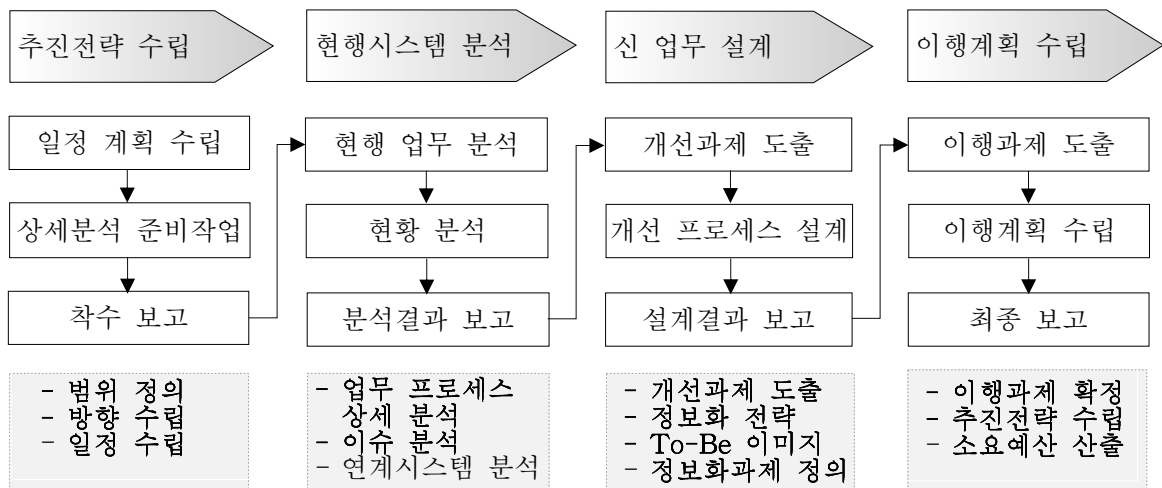 추진전략 수립
현행시스템 분석
신 업무 설계
이행계획 수립
일정 계획 수립
상세분석 준비작업
착수 보고
현행 업무 분석
현황 분석
분석결과 보고
개선과제 도출
개선 프로세스 설계
설계결과 보고
이행과제 도출
이행계획 수립
최종 보고
- 범위 정의
- 방향 수립
- 일정 수립
- 업무 프로세스
상세 분석
- 이슈 분석
- 연계시스템 분석
- 개선과제 도출
- 정보화 전략
- To-Be 이미지
- 정보화과제 정의
- 이행과제 확정
- 추진전략 수립
- 소요예산 산출